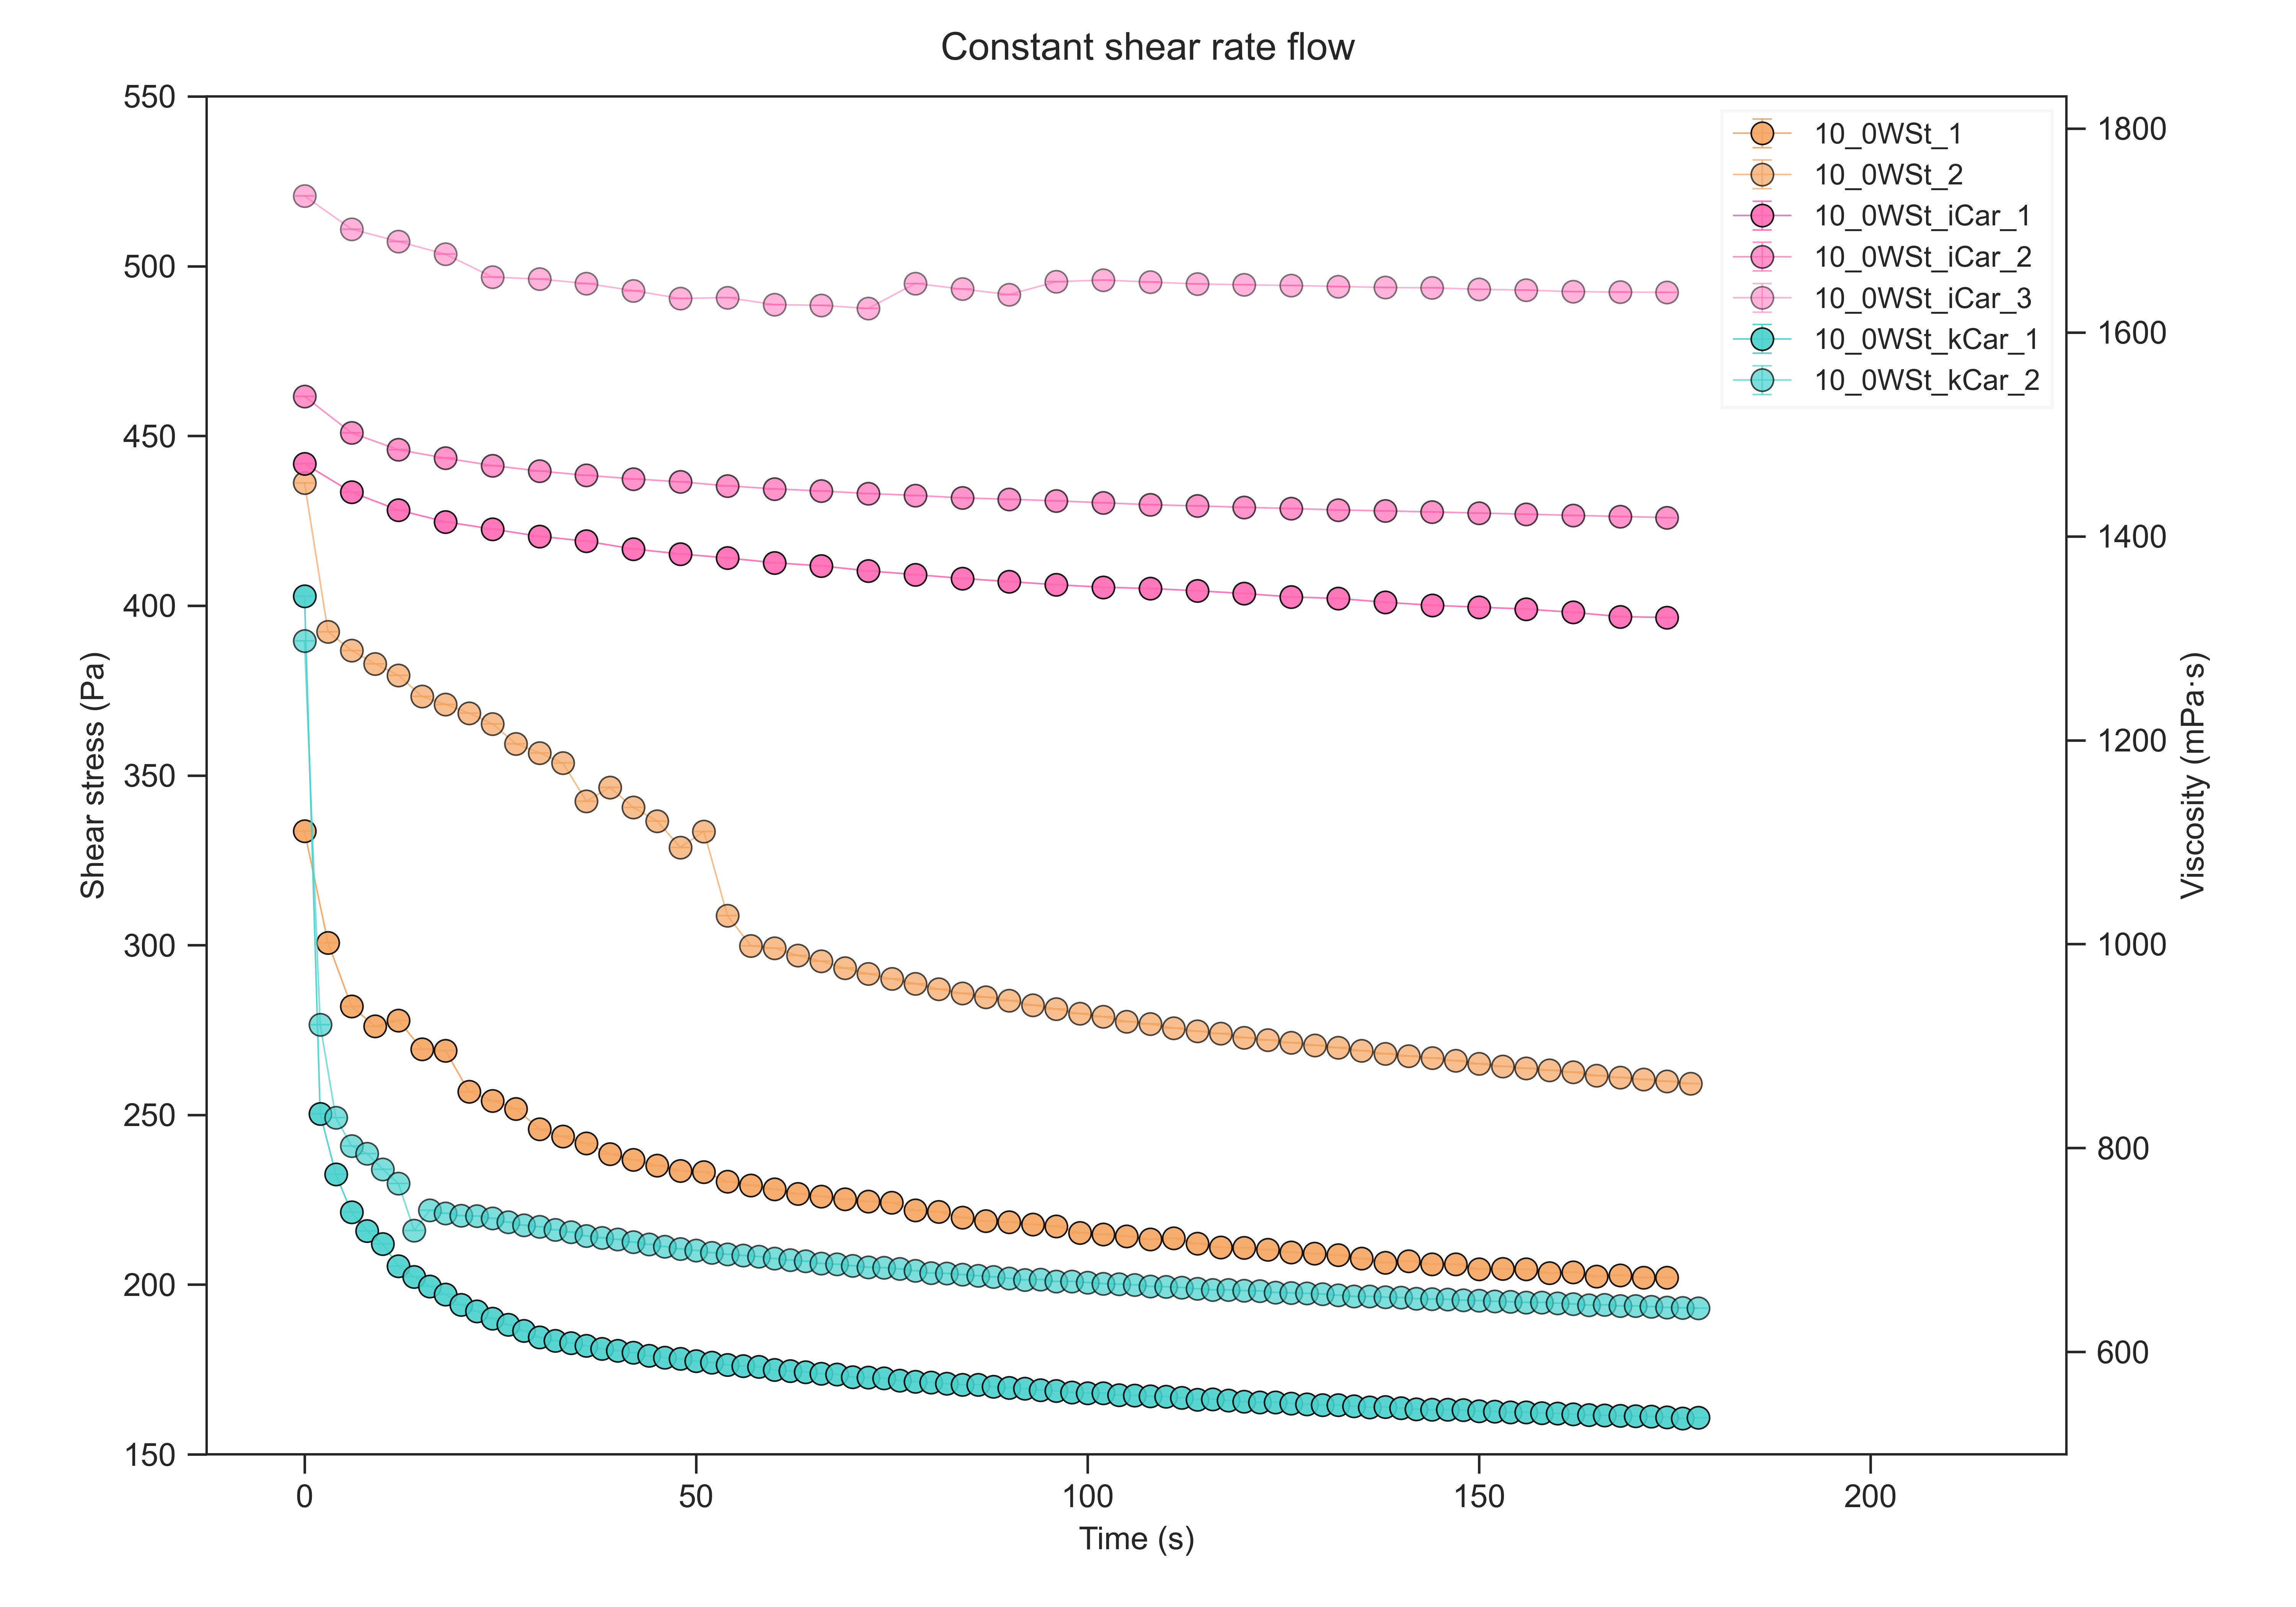 Constant shear rate flow
550
500
450
400
350
300
250
200
150
Shear stress (Pa)
0
50
100
150
200
Time (s)
1800
1600
1400
1200
1000
800
600
Viscosity (mPa·s)
10_0WSt_1
10_0WSt_2
10_0WSt_iCar_1
10_0WSt_iCar_2
10_0WSt_iCar_3
10_0WSt_kCar_1
10_0WSt_kCar_2